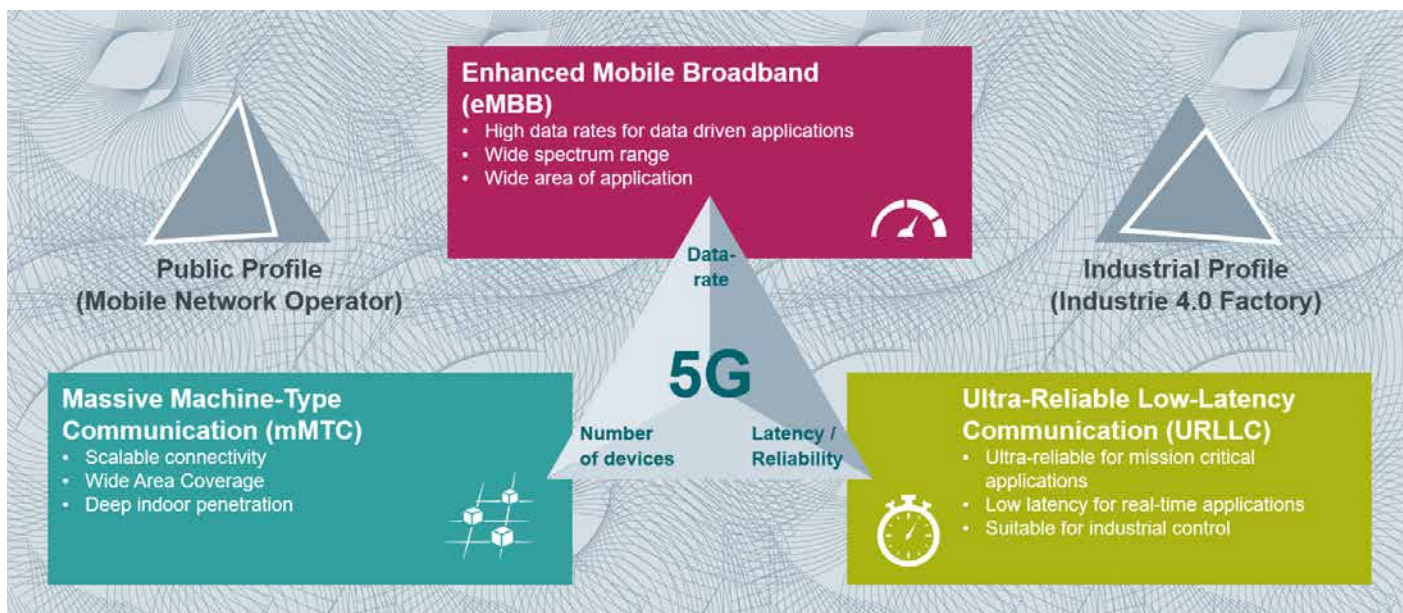 Enhanced Mobile Broadband
(eMBB)
• High data rates for data driven applications
• Wide spectrum range
• Wide area of application
Public Profile
(Mobile Network Operator)
Industrial Profile
(Industrie 4.0 Factory)
Data-
rate
5G
Number
of devices
Latency /
Reliability
Massive Machine-Type
Communication (mMTC)
• Scalable connectivity
• Wide Area Coverage
• Deep indoor penetration
Ultra-Reliable Low-Latency
Communication (URLLC)
• Ultra-reliable for mission critical
applications
• Low latency for real-time applications
• Suitable for industrial control